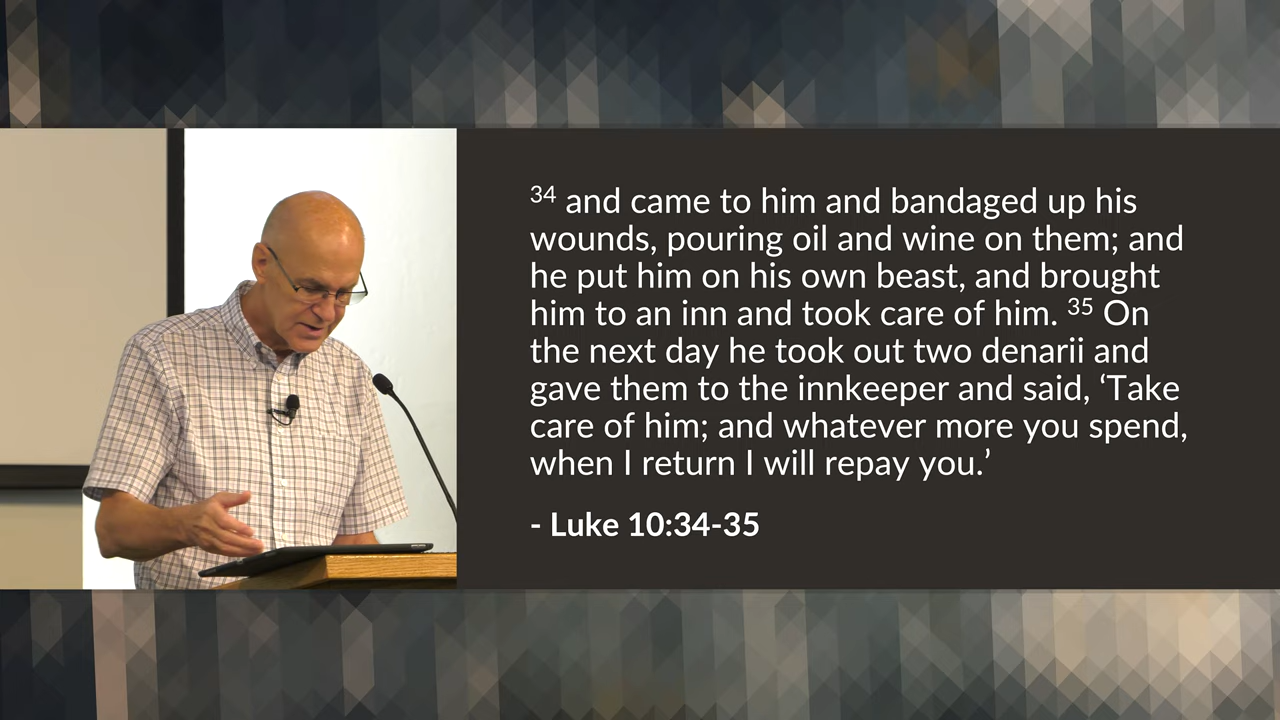 34 and came to him and bandaged up his
wounds, pouring oil and wine on them; and
he put him on his own beast, and brought
him to an inn and took care of him. 35 On
the next day he took out two denarii and
gave them to the innkeeper and said, ‘Take
care of him; and whatever more you spend,
when I return I will repay you.’
- Luke 10:34-35